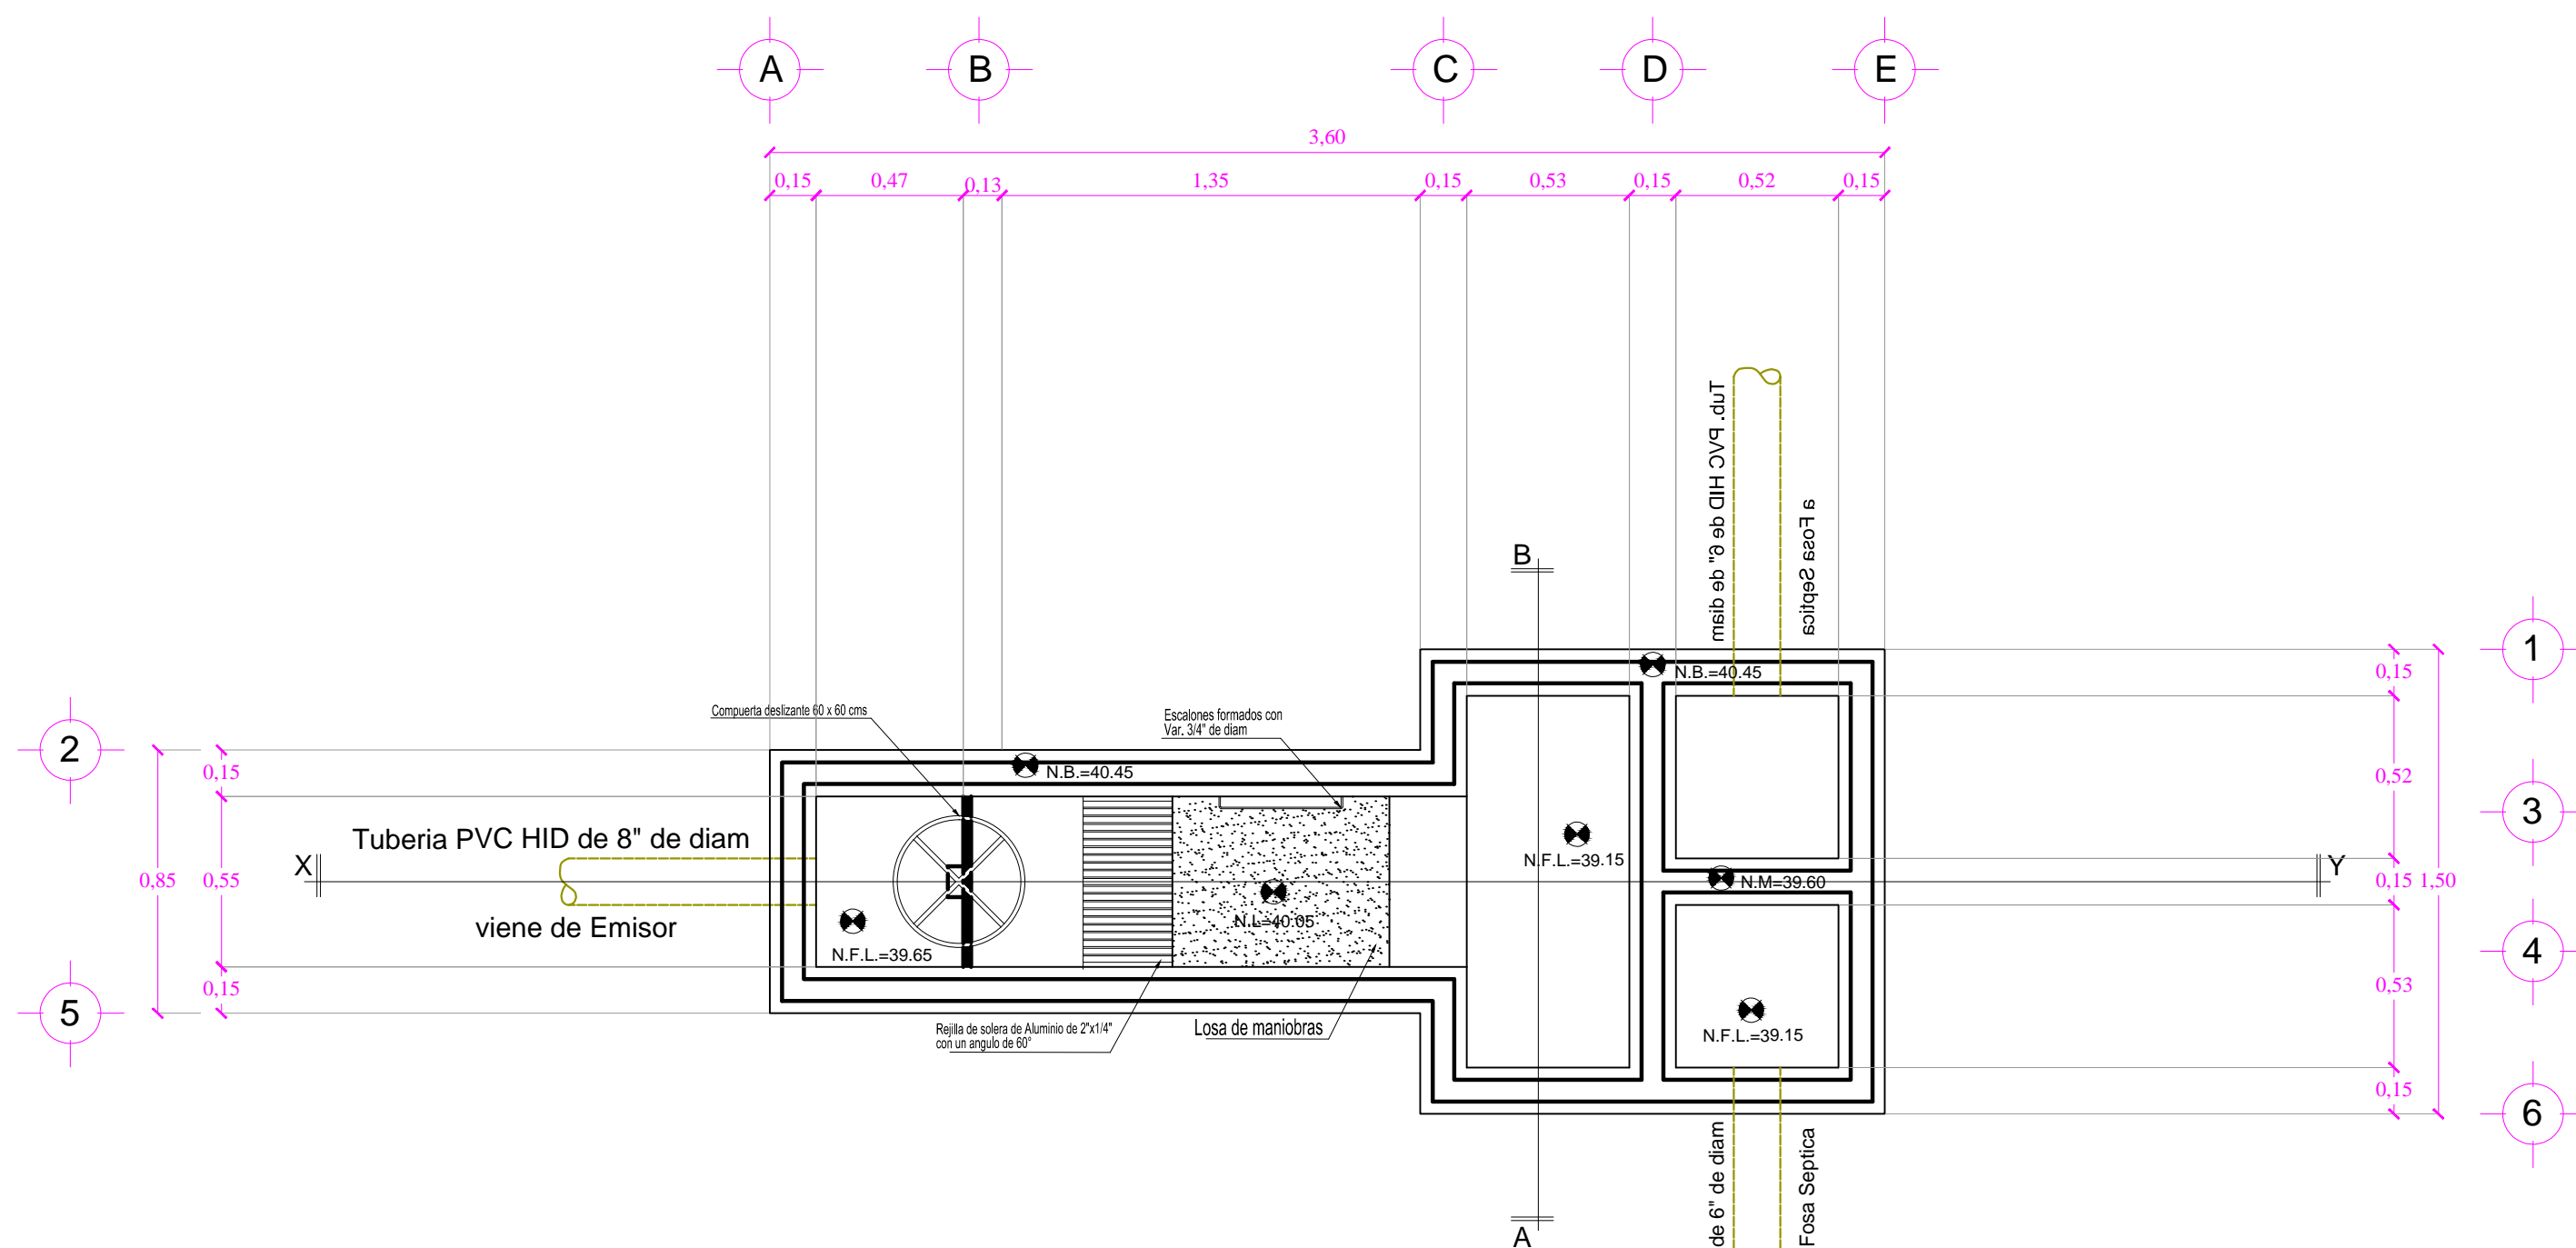 A B C D E
3,60
0,15 0,47 0,13 1,35 0,15 0,53 0,15 0,52 0,15
Tub. PVC HID de 6" de diam
a Fosa Septica
B
1
N.B.=40.45
0,15
Compuerta deslizante 60 x 60 cms
Escalones formados con
Var. 3/4" de diam
2
0,15
N.B.=40.45
0,52
3
Tuberia PVC HID de 8" de diam
X
N.F.L.=39.15
Y
0,85 0,55
N.M=39.60
0,15 1,50
viene de Emisor
N.L=40.05
N.F.L.=39.65
4
0,15
0,53
5
Rejilla de solera de Aluminio de 2"x1/4"
con un angulo de 60°
Losa de maniobras
N.F.L.=39.15
0,15
6
de 6" de diam
Fosa Septica
A